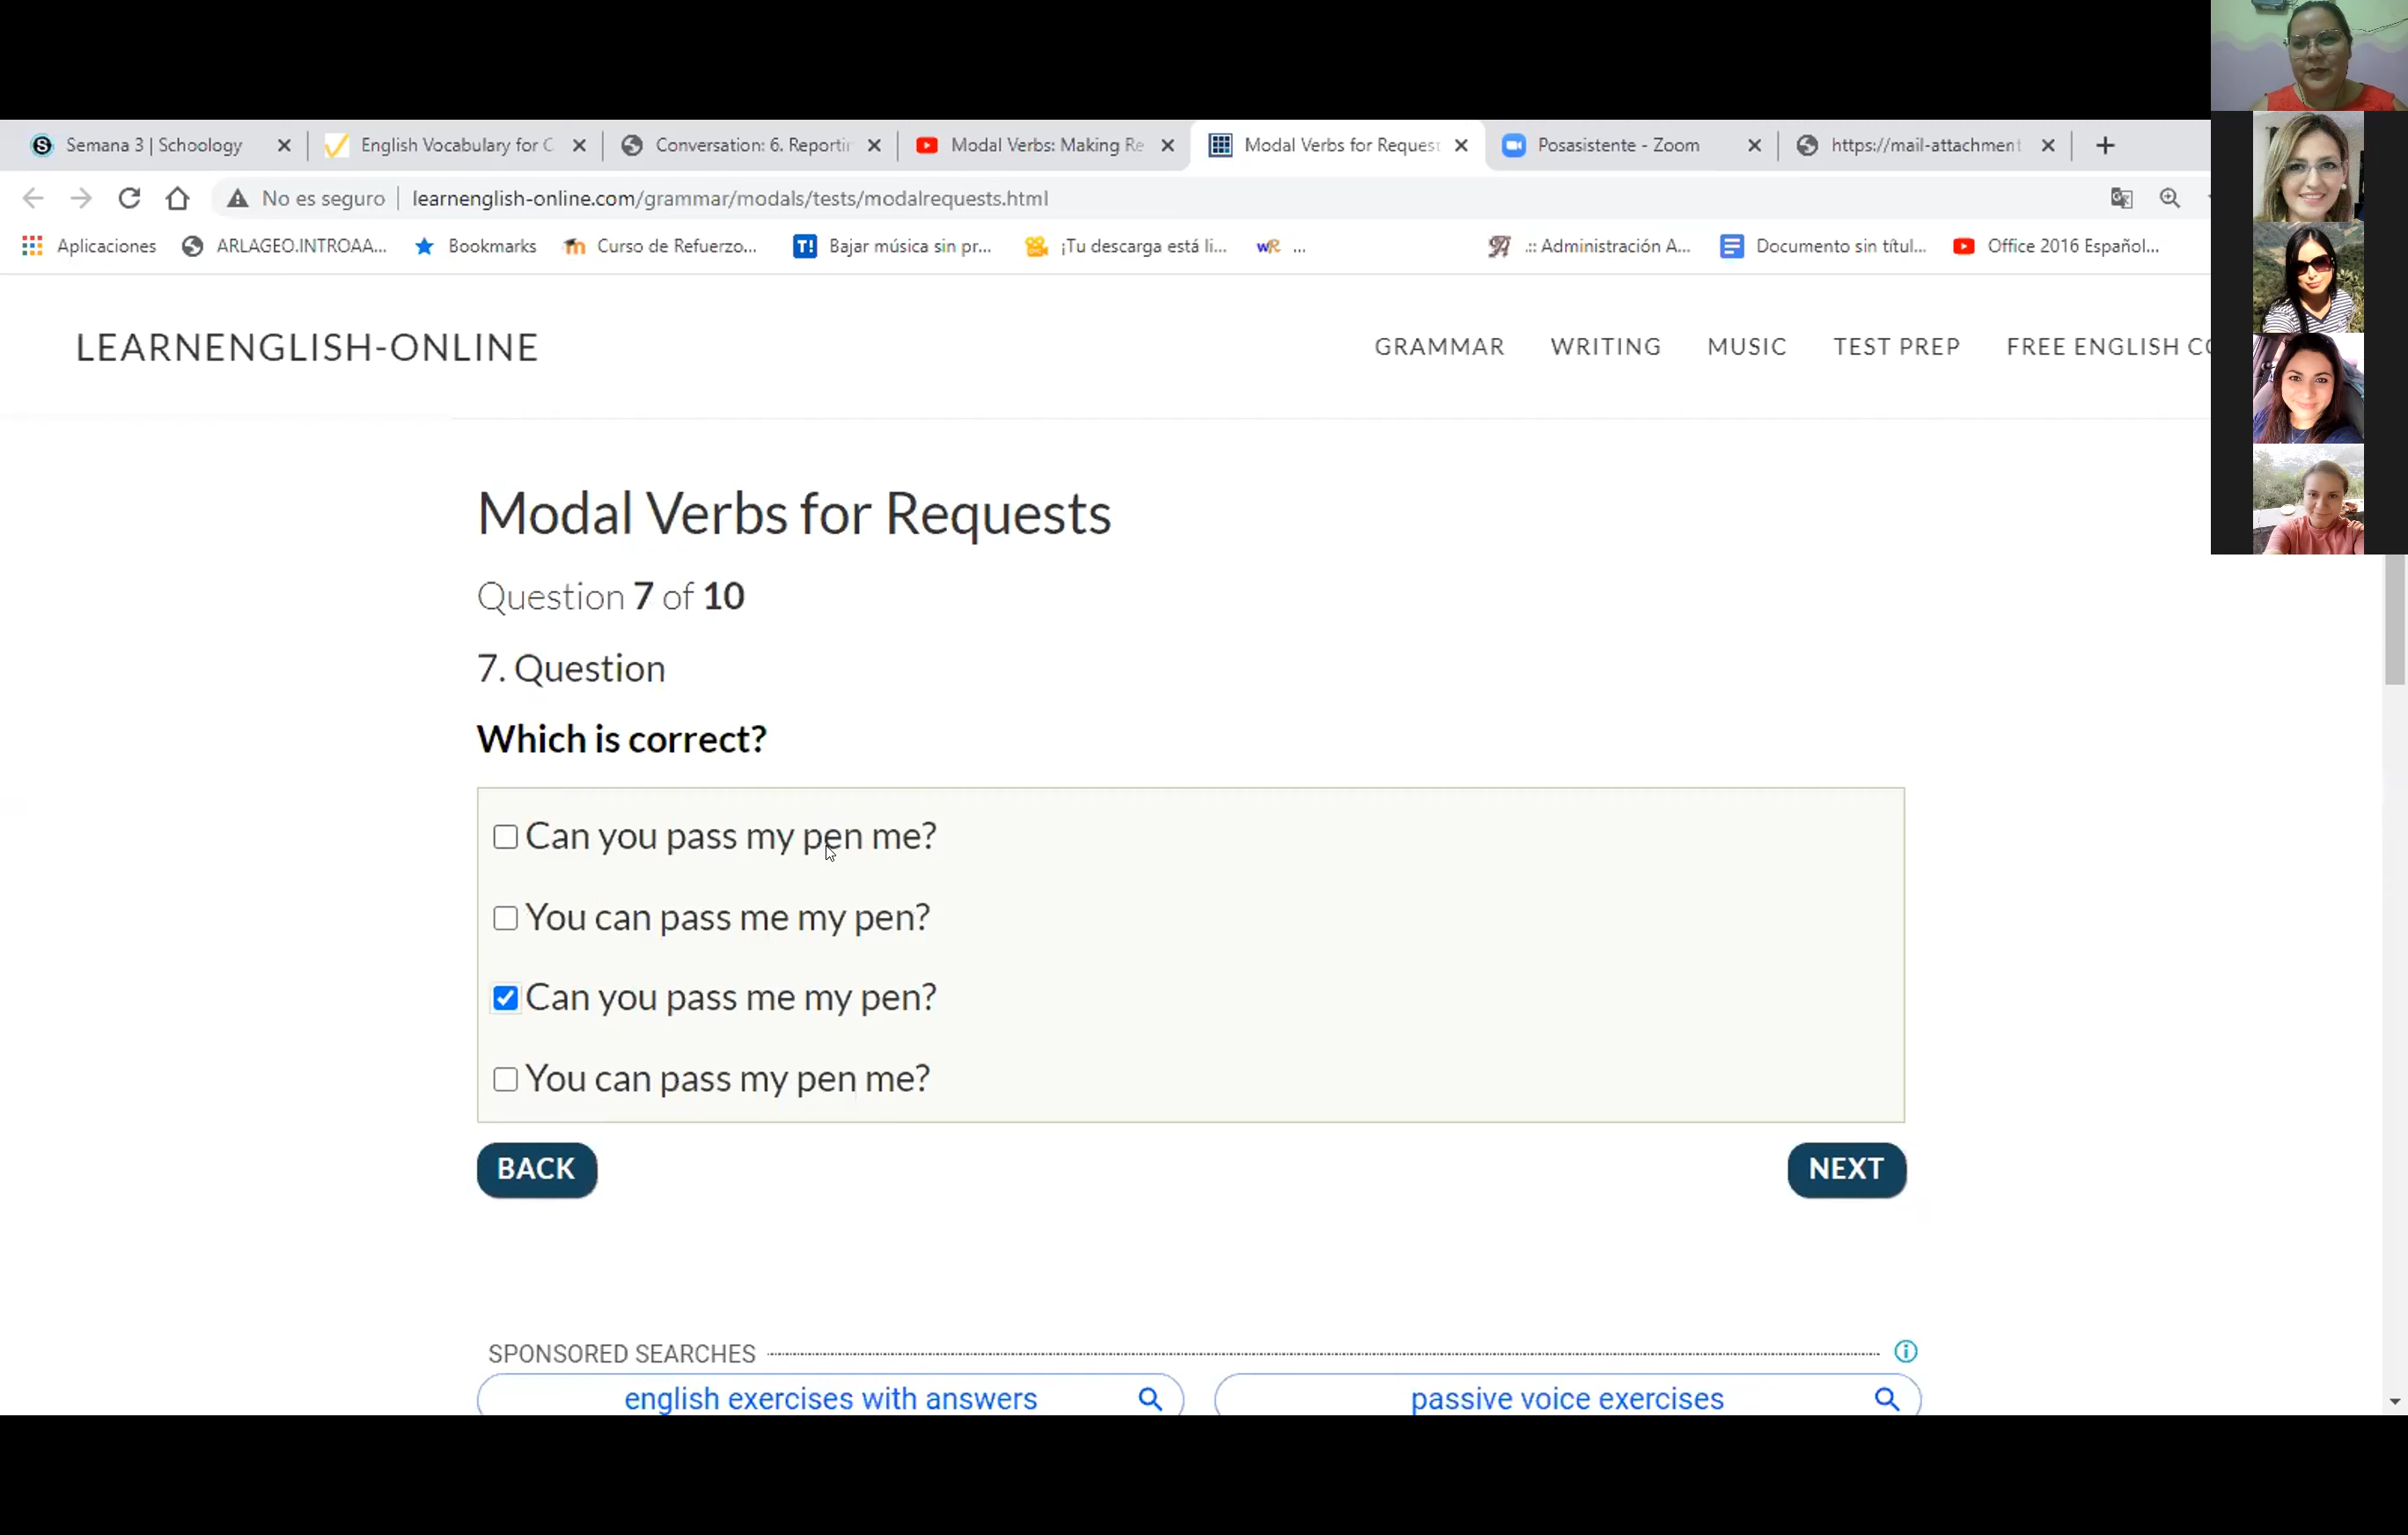 Semana 3 | Schoology
English Vocabulary for C
Conversation: 6. Reporti
Modal Verbs: Making Re
Modal Verbs for Request
Posasistente - Zoom
https://mail-attachment
No es seguro
learnenglish-online.com/grammar/modals/tests/modalrequests.html
Aplicaciones
ARLAGEO.INTROAA...
Bookmarks
Curso de Refuerzo...
T! Bajar música sin pr...
¡Tu descarga está li...
wR ...
.:: Administración A...
Documento sin títul...
Office 2016 Español...
LEARNENGLISH-ONLINE
GRAMMAR
WRITING
MUSIC
TEST PREP
FREE ENGLISH CO
Modal Verbs for Requests
Question 7 of 10
7. Question
Which is correct?
Can you pass my pen me?
You can pass me my pen?
Can you pass me my pen?
You can pass my pen me?
BACK
NEXT
SPONSORED SEARCHES
english exercises with answers
passive voice exercises